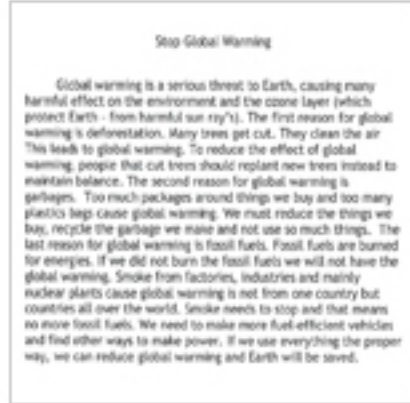 Stop Global Warming
Global warming is a serious threat to Earth, causing many
harmful effect on the environment and the ozone layer (which
protect Earth - from harmful sun ray's). The first reason for global
warming is deforestation. Many trees get cut. They clean the air
This leads to global warming. To reduce the effect of global
warming, people that cut trees should replant new trees instead to
maintain balance. The second reason for global warming is
garbages. Too much packages around things we buy and too many
plastics bags cause global warming. We must reduce the things we
buy, recycle the garbage we make and not use so much things. The
last reason for global warming is fossil fuels. Fossil fuels are burned
for energies. If we did not burn the fossil fuels we will not have the
global warming. Smoke from factories, industries and mainly
nuclear plants cause global warming is not from one country but
countries all over the world. Smoke needs to stop and that means
no more fossil fuels. We need to make more fuel-efficient vehicles
and find other ways to make power. If we use everything the proper
way, we can reduce global warming and Earth will be saved.